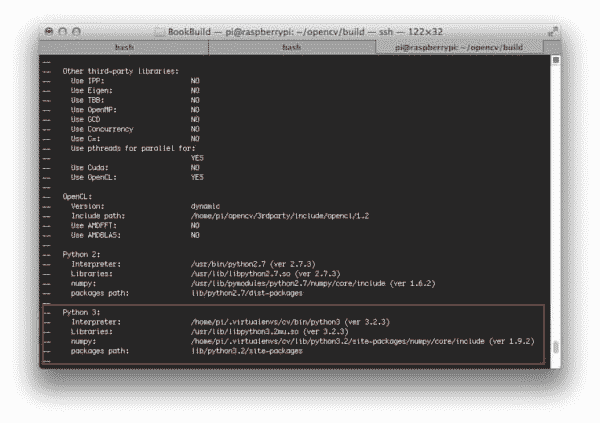 BookBuild — pi@raspberrypi: ~/opencv/build — ssh — 122×32
bash bash pi@raspberrypi: ~/opencv/build
--
-- Other third-party libraries:
-- Use IPP: NO
-- Use Eigen: NO
-- Use TBB: NO
-- Use OpenMP: NO
-- Use GCD NO
-- Use Concurrency NO
-- Use C=: NO
-- Use pthreads for parallel for:
-- YES
-- Use Cuda: NO
-- Use OpenCL: YES
--
-- OpenCL:
-- Version: dynamic
-- Include path: /home/pi/opencv/3rdparty/include/opencl/1.2
-- Use AMDFFT: NO
-- Use AMDBLAS: NO
--
-- Python 2:
-- Interpreter: /usr/bin/python2.7 (ver 2.7.3)
-- Libraries: /usr/lib/libpython2.7.so (ver 2.7.3)
-- numpy: /usr/lib/pymodules/python2.7/numpy/core/include (ver 1.6.2)
-- packages path: lib/python2.7/dist-packages
--
-- Python 3:
-- Interpreter: /home/pi/.virtualenvs/cv/bin/python3 (ver 3.2.3)
-- Libraries: /usr/lib/libpython3.2mu.so (ver 3.2.3)
-- numpy: /home/pi/.virtualenvs/cv/lib/python3.2/site-packages/numpy/core/include (ver 1.9.2)
-- packages path: lib/python3.2/site-packages
--